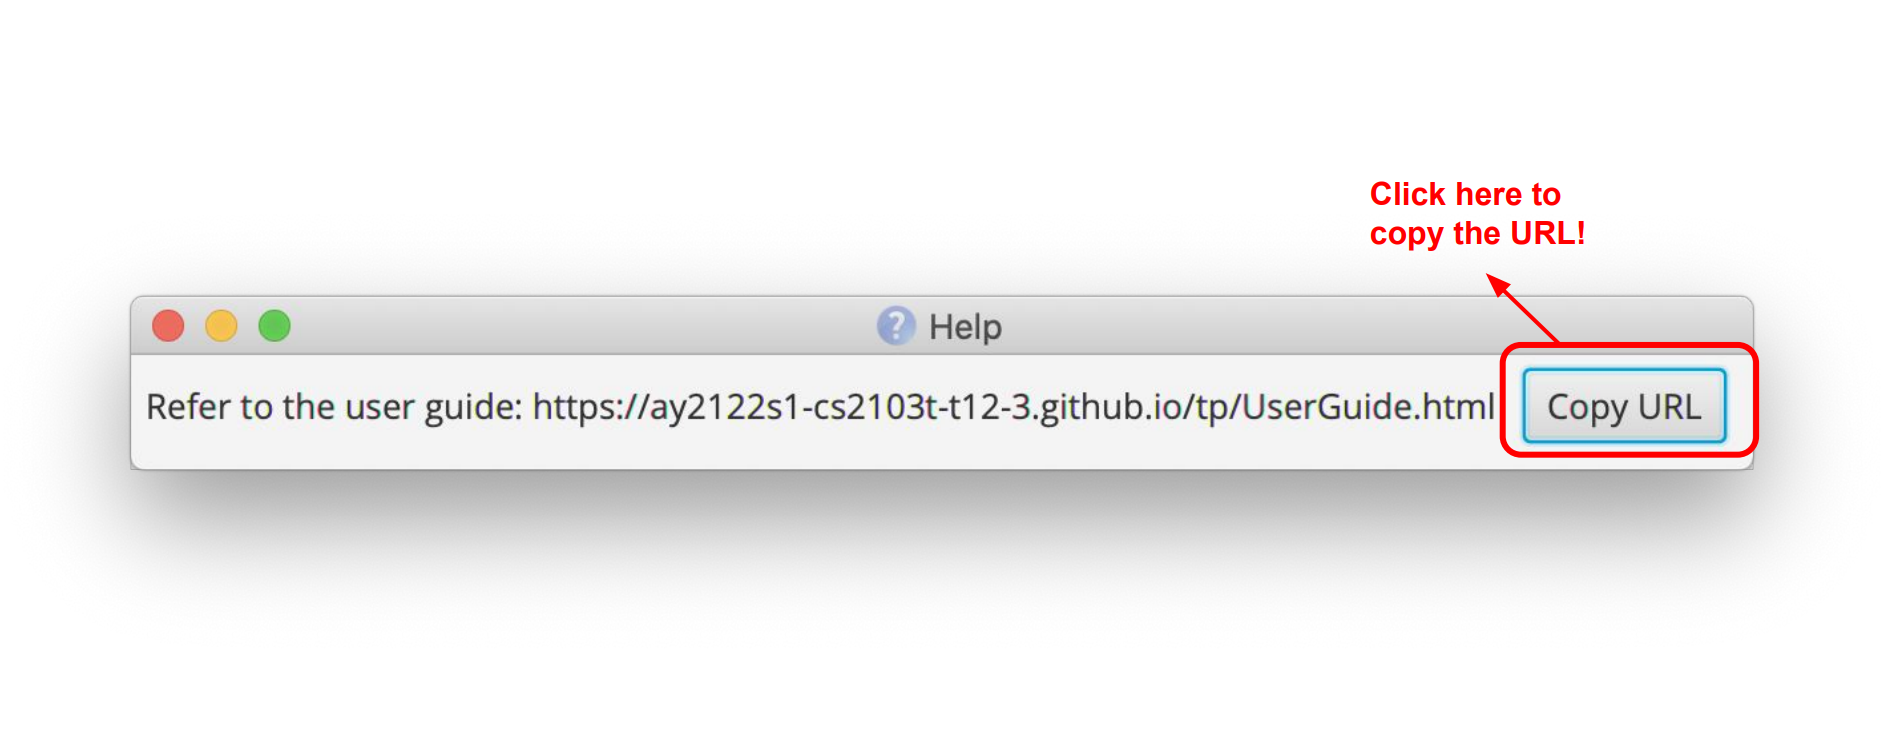 Click here to
copy the URL!
? Help
Refer to the user guide: https://ay2122s1-cs2103t-t12-3.github.io/tp/UserGuide.html Copy URL